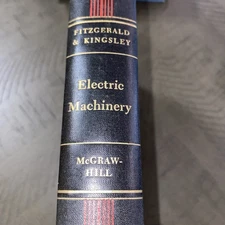 FITZGERALD
& KINGSLEY
Electric
Machinery
McGRAW-
HILL